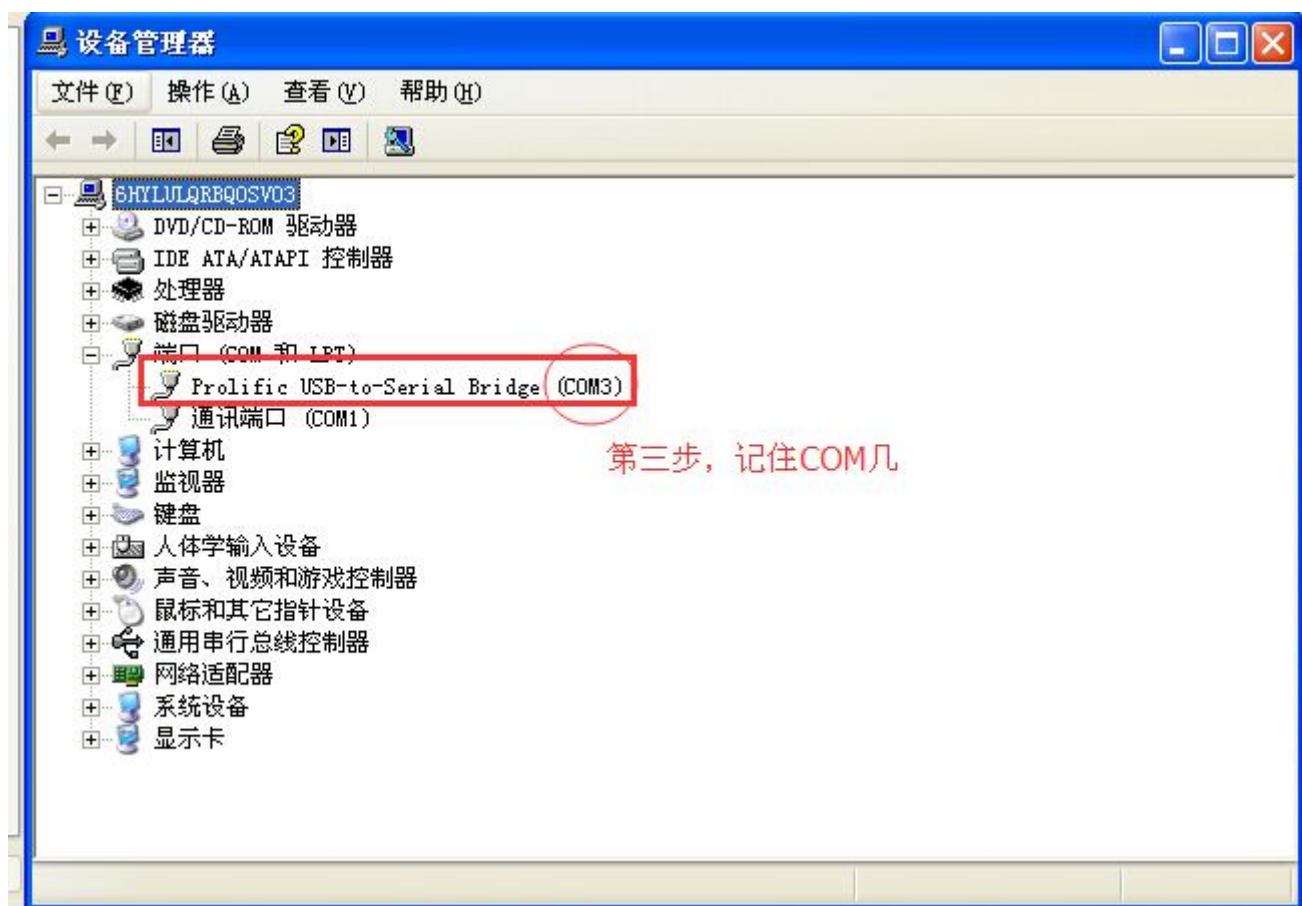 设备管理器
文件(F) 操作(A) 查看(V) 帮助(H)
6HYLULQRBQOSVO3
DVD/CD-ROM 驱动器
IDE ATA/ATAPI 控制器
处理器
磁盘驱动器
端口 (COM 和 LPT)
Prolific USB-to-Serial Bridge (COM3)
通讯端口 (COM1)
计算机
第三步，记住COM几
监视器
键盘
人体学输入设备
声音、视频和游戏控制器
鼠标和其它指针设备
通用串行总线控制器
网络适配器
系统设备
显示卡